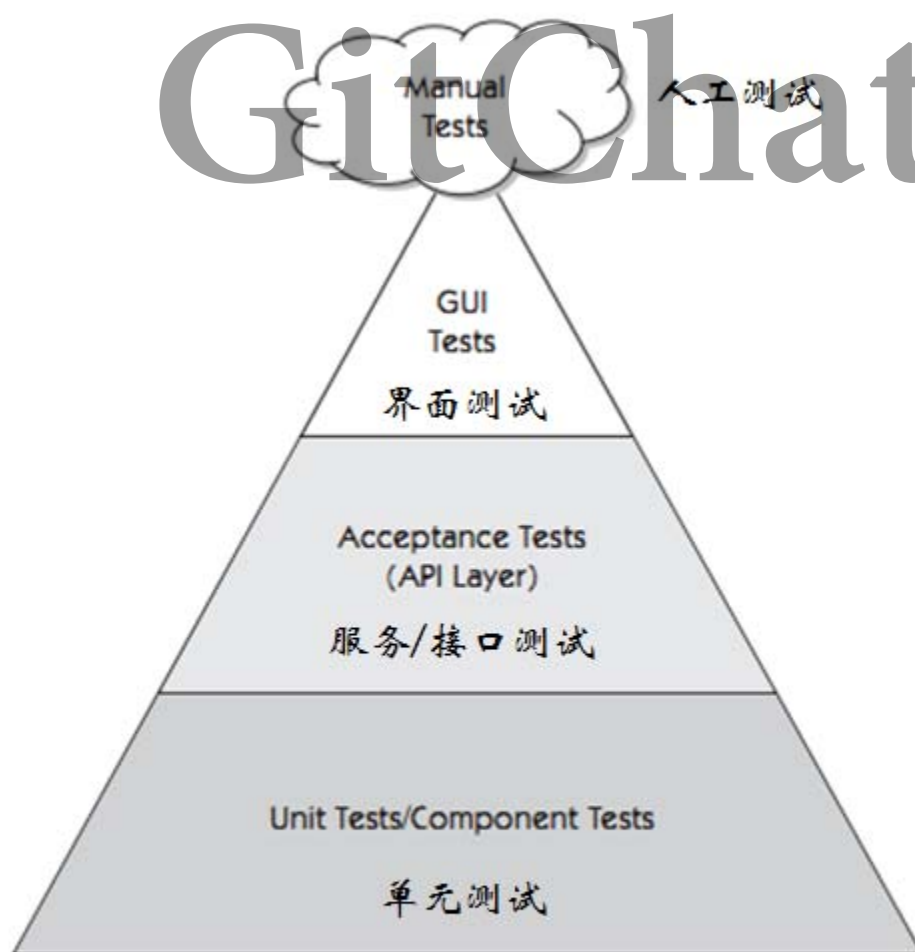 GitChat
Manual
Tests
人工测试
GUI
Tests
界面测试
Acceptance Tests
(API Layer)
服务/接口测试
Unit Tests/Component Tests
单元测试